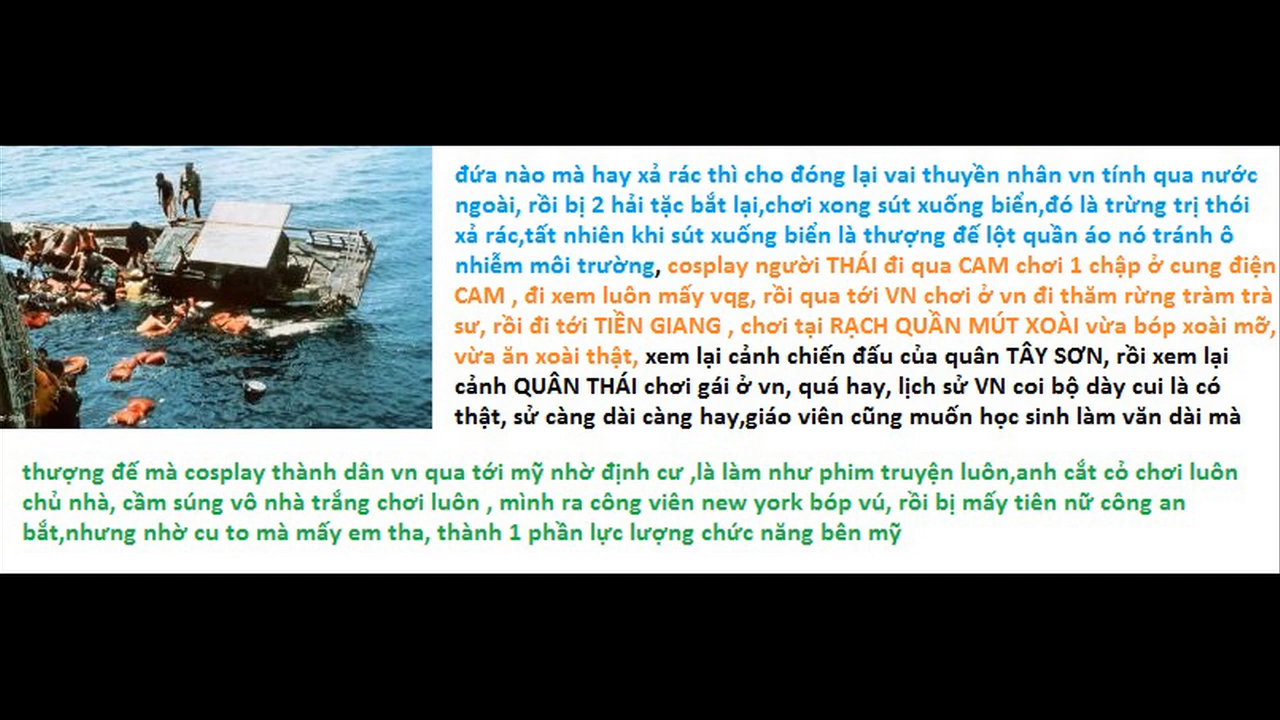 đứa nào mà hay xả rác thì cho đóng lại vai thuyền nhân vn tính qua nước
ngoài, rồi bị 2 hải tặc bắt lại,chơi xong sút xuống biển,đó là trừng trị thói
xả rác,tất nhiên khi sút xuống biển là thượng đế lột quần áo nó tránh ô
nhiễm môi trường, cosplay người THÁI đi qua CAM chơi 1 chập ở cung điện
CAM , đi xem luôn mấy vqg, rồi qua tới VN chơi ở vn đi thăm rừng tràm trà
sư, rồi đi tới TIỀN GIANG , chơi tại RẠCH QUẦN MÚT XOÀI vừa bóp xoài mỡ,
vừa ăn xoài thật, xem lại cảnh chiến đấu của quân TÂY SƠN, rồi xem lại
cảnh QUÂN THÁI chơi gái ở vn, quá hay, lịch sử VN coi bộ dày cui là có
thật, sử càng dài càng hay,giáo viên cũng muốn học sinh làm văn dài mà
thượng đế mà cosplay thành dân vn qua tới mỹ nhờ định cư ,là làm như phim truyện luôn,anh cắt cỏ chơi luôn
chủ nhà, cầm súng vô nhà trắng chơi luôn , mình ra công viên new york bóp vú, rồi bị mấy tiên nữ công an
bắt,nhưng nhờ cu to mà mấy em tha, thành 1 phần lực lượng chức năng bên mỹ